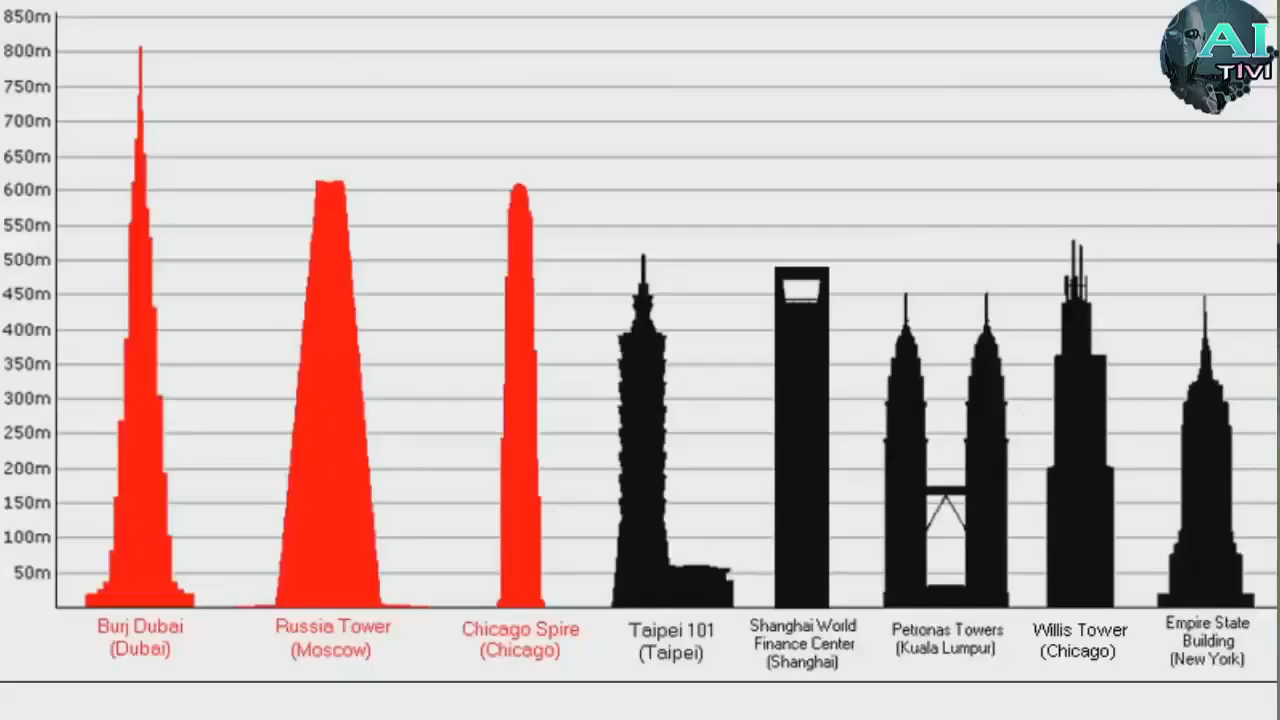 850m
800m
750m
700m
650m
600m
550m
500m
450m
400m
350m
300m
250m
200m
150m
100m
50m
AI
TIVI
Burj Dubai
(Dubai)
Russia Tower
(Moscow)
Chicago Spire
(Chicago)
Taipei 101
(Taipei)
Shanghai World
Finance Center
(Shanghai)
Petronas Towers
(Kuala Lumpur)
Willis Tower
(Chicago)
Empire State
Building
(New York)